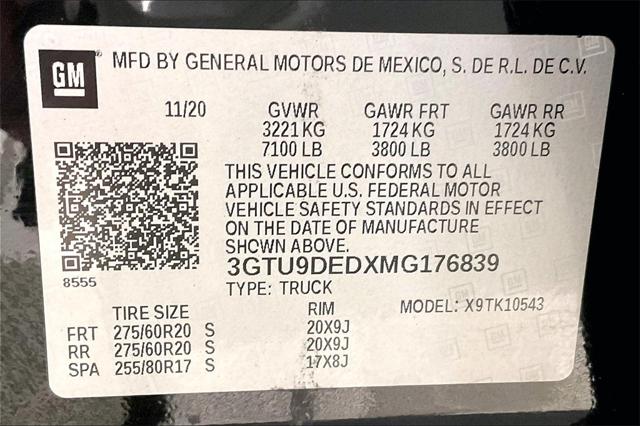 GM
MFD BY GENERAL MOTORS DE MEXICO, S. DE R.L. DE C.V.
11/20 GVWR GAWR FRT GAWR RR
3221 KG 1724 KG 1724 KG
7100 LB 3800 LB 3800 LB
THIS VEHICLE CONFORMS TO ALL
APPLICABLE U.S. FEDERAL MOTOR
VEHICLE SAFETY STANDARDS IN EFFECT
ON THE DATE OF MANUFACTURE
SHOWN ABOVE.
3GTU9DEDXMG176839
8555
TYPE: TRUCK
MODEL: X9TK10543
TIRE SIZE RIM
FRT 275/60R20 S 20X9J
RR 275/60R20 S 20X9J
SPA 255/80R17 S 17X8J